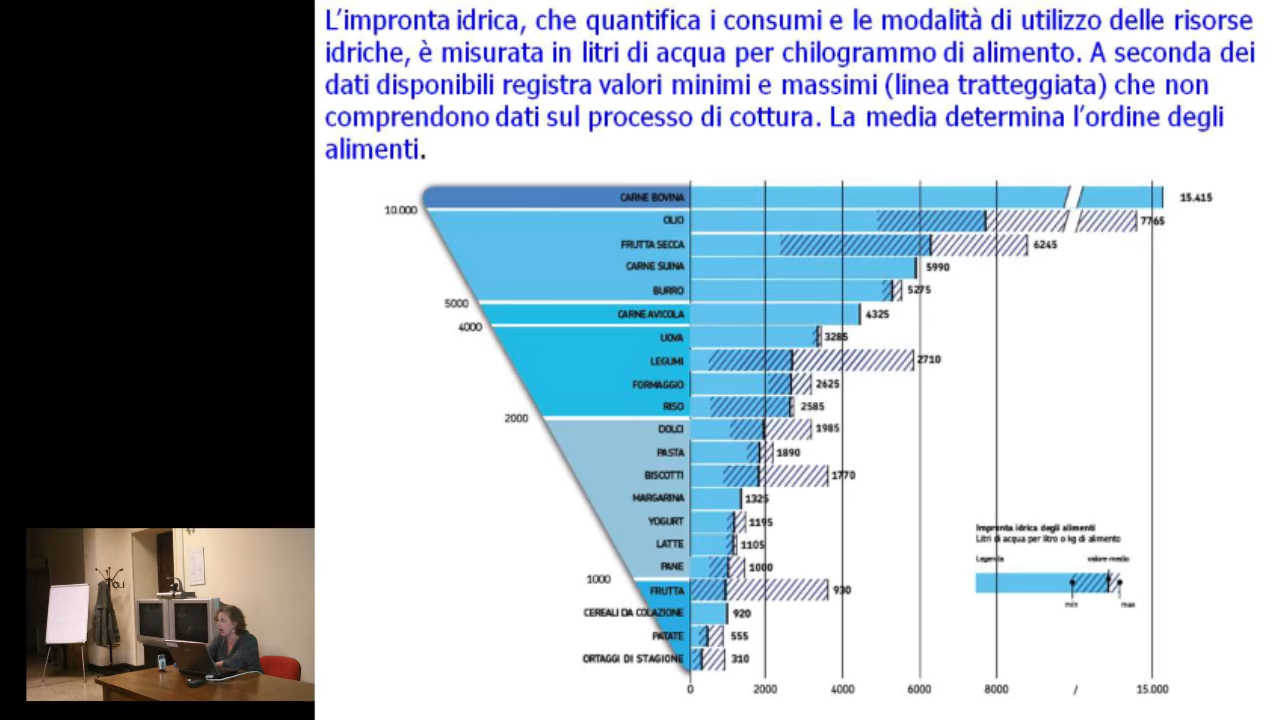 L'impronta idrica, che quantifica i consumi e le modalità di utilizzo delle risorse
idriche, è misurata in litri di acqua per chilogrammo di alimento. A seconda dei
dati disponibili registra valori minimi e massimi (linea tratteggiata) che non
comprendono dati sul processo di cottura. La media determina l'ordine degli
alimenti.
CARNE BOVINA 15.415
10.000
OLIO 7765
FRUTTA SECCA 6245
CARNE SUINA 5990
BURRO 5275
5000
CARNE AVICOLA 4325
4000
UOVA 3285
LEGUMI 2710
FORMAGGIO 2625
RISO 2585
2000
DOLCI 1985
PASTA 1890
BISCOTTI 1770
MARGARINA 1325
YOGURT 1195
LATTE 1105
PANE 1000
1000
FRUTTA 930
CEREALI DA COLAZIONE 920
PATATE 555
ORTAGGI DI STAGIONE 310
0 2000 4000 6000 8000 / 15.000
Impronta idrica degli alimenti
Litri di acqua per litro o kg di alimento
Legenda valore medio
min max